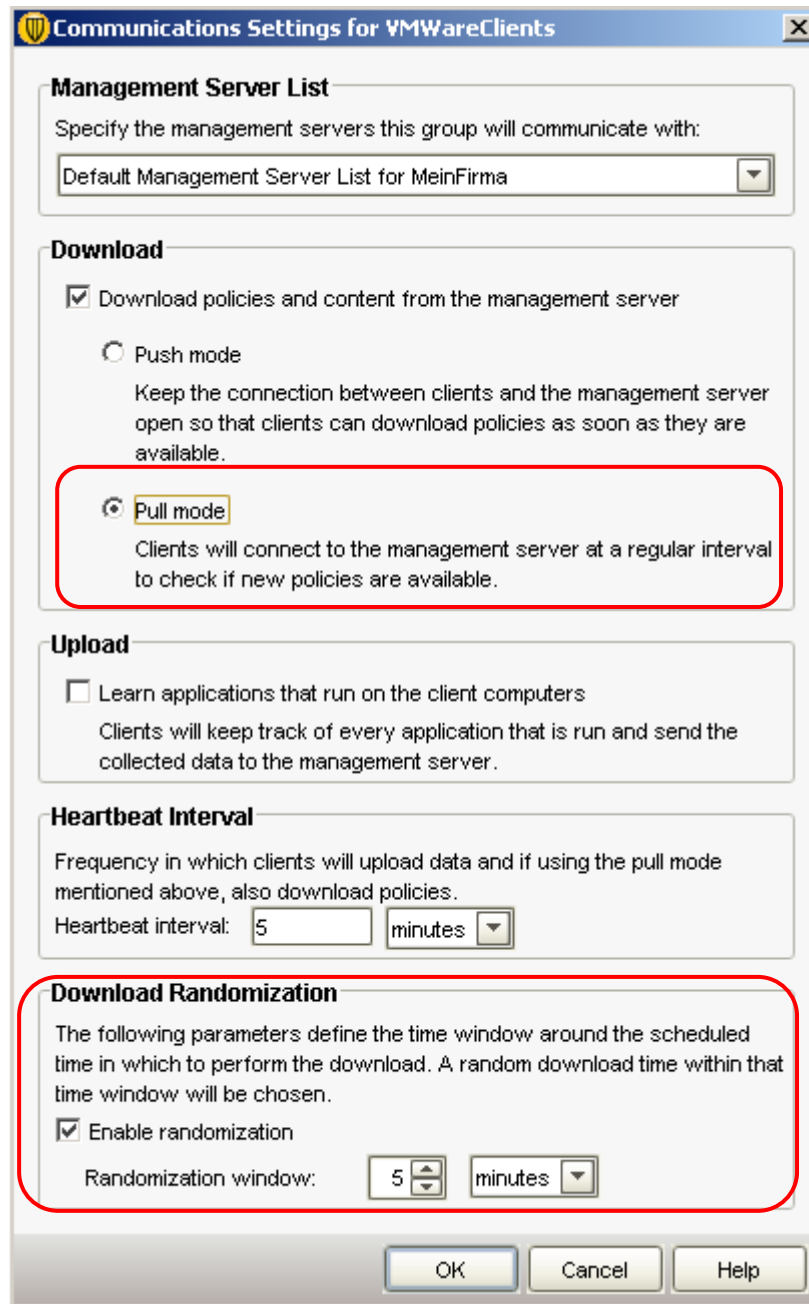 Communications Settings for VMWareClients
Management Server List
Specify the management servers this group will communicate with:
Default Management Server List for MeinFirma
Download
Download policies and content from the management server
Push mode
Keep the connection between clients and the management server
open so that clients can download policies as soon as they are
available.
Pull mode
Clients will connect to the management server at a regular interval
to check if new policies are available.
Upload
Learn applications that run on the client computers
Clients will keep track of every application that is run and send the
collected data to the management server.
Heartbeat Interval
Frequency in which clients will upload data and if using the pull mode
mentioned above, also download policies.
Heartbeat interval: 5 minutes
Download Randomization
The following parameters define the time window around the scheduled
time in which to perform the download. A random download time within that
time window will be chosen.
Enable randomization
Randomization window: 5 minutes
OK Cancel Help